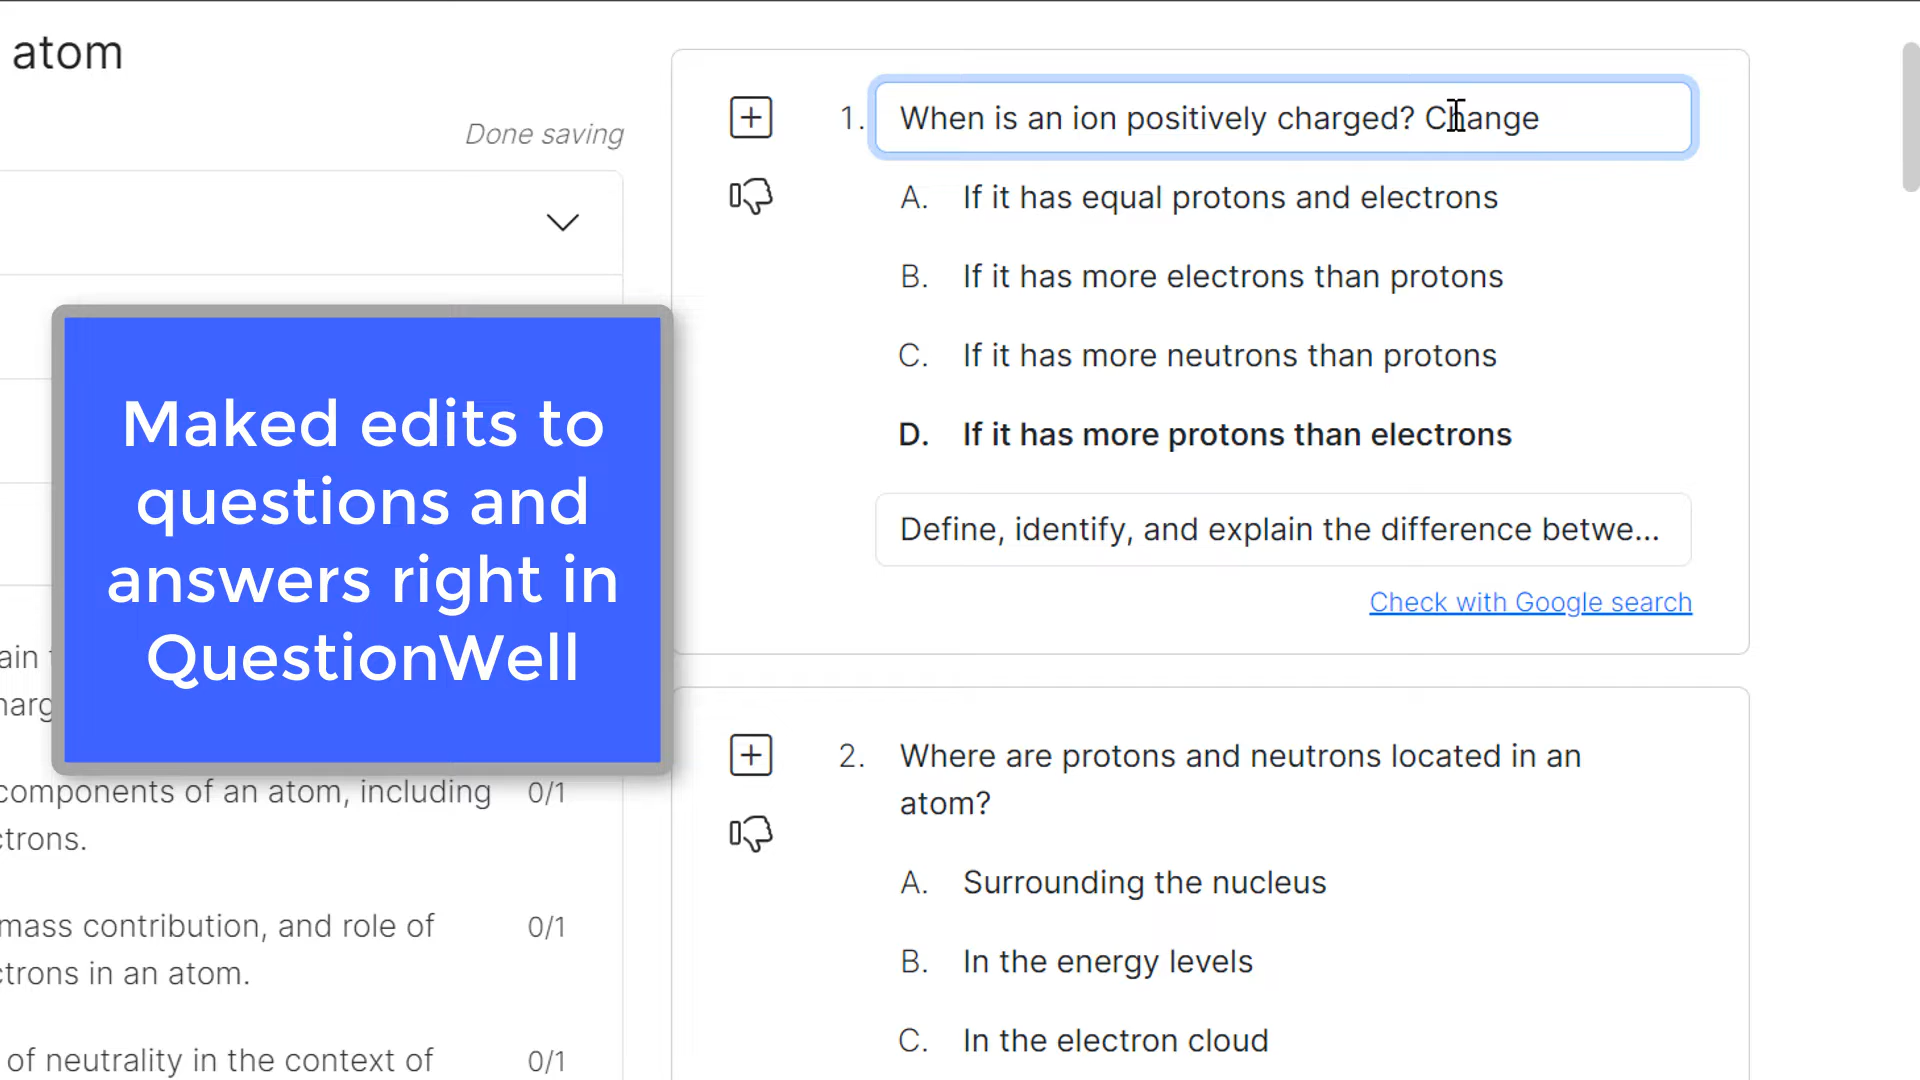 atom
Done saving
Maked edits to
questions and
answers right in
QuestionWell
ain
components of an atom, including 0/1
trons.
mass contribution, and role of 0/1
ctrons in an atom.
of neutrality in the context of 0/1
1. When is an ion positively charged? Change
A. If it has equal protons and electrons
B. If it has more electrons than protons
C. If it has more neutrons than protons
D. If it has more protons than electrons
Define, identify, and explain the difference betwe...
Check with Google search
2. Where are protons and neutrons located in an
atom?
A. Surrounding the nucleus
B. In the energy levels
C. In the electron cloud